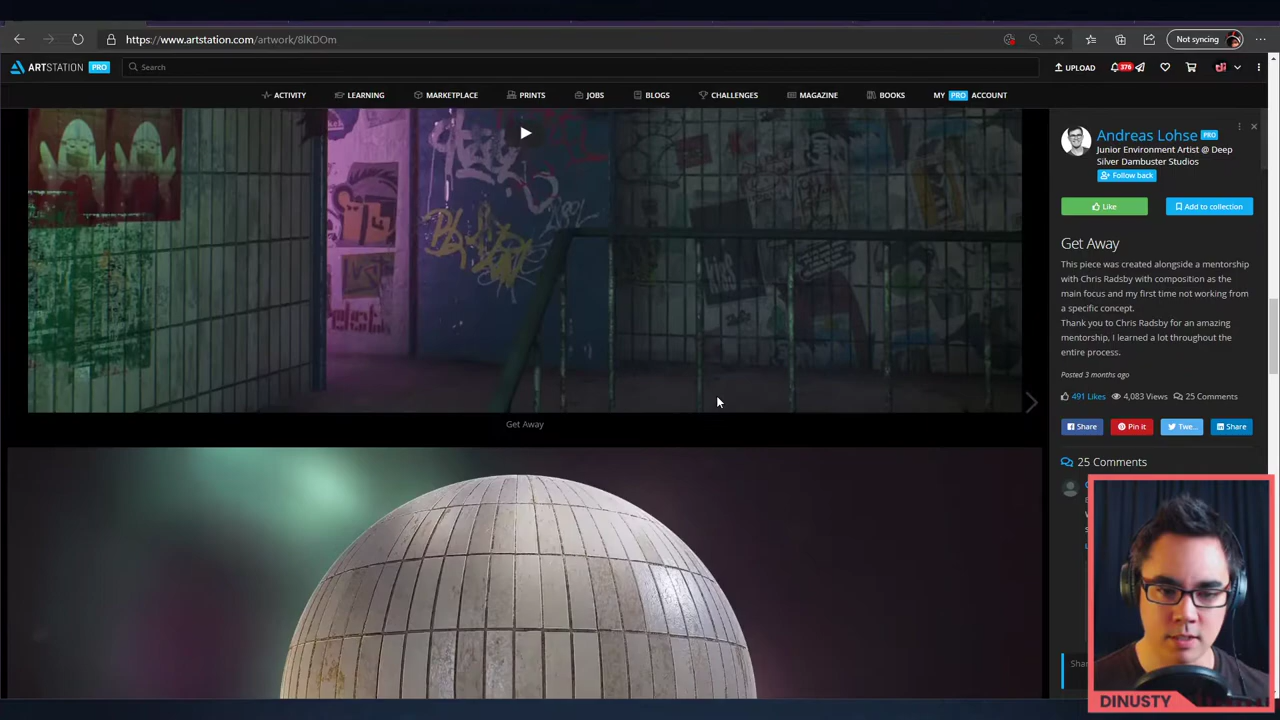 https://www.artstation.com/artwork/8lKDOm
Not syncing
ARTSTATION PRO
Search
UPLOAD
376
ACTIVITY
LEARNING
MARKETPLACE
PRINTS
JOBS
BLOGS
CHALLENGES
MAGAZINE
BOOKS
MY PRO ACCOUNT
Andreas Lohse PRO
Junior Environment Artist @ Deep
Silver Dambuster Studios
Follow back
Like
Add to collection
Get Away
This piece was created alongside a mentorship
with Chris Radsby with composition as the
main focus and my first time not working from
a specific concept.
Thank you to Chris Radsby for an amazing
mentorship, I learned a lot throughout the
entire process.
Posted 3 months ago
491 Likes
4,083 Views
25 Comments
Share
Pin it
Twe...
Share
25 Comments
Get Away
DINUSTY